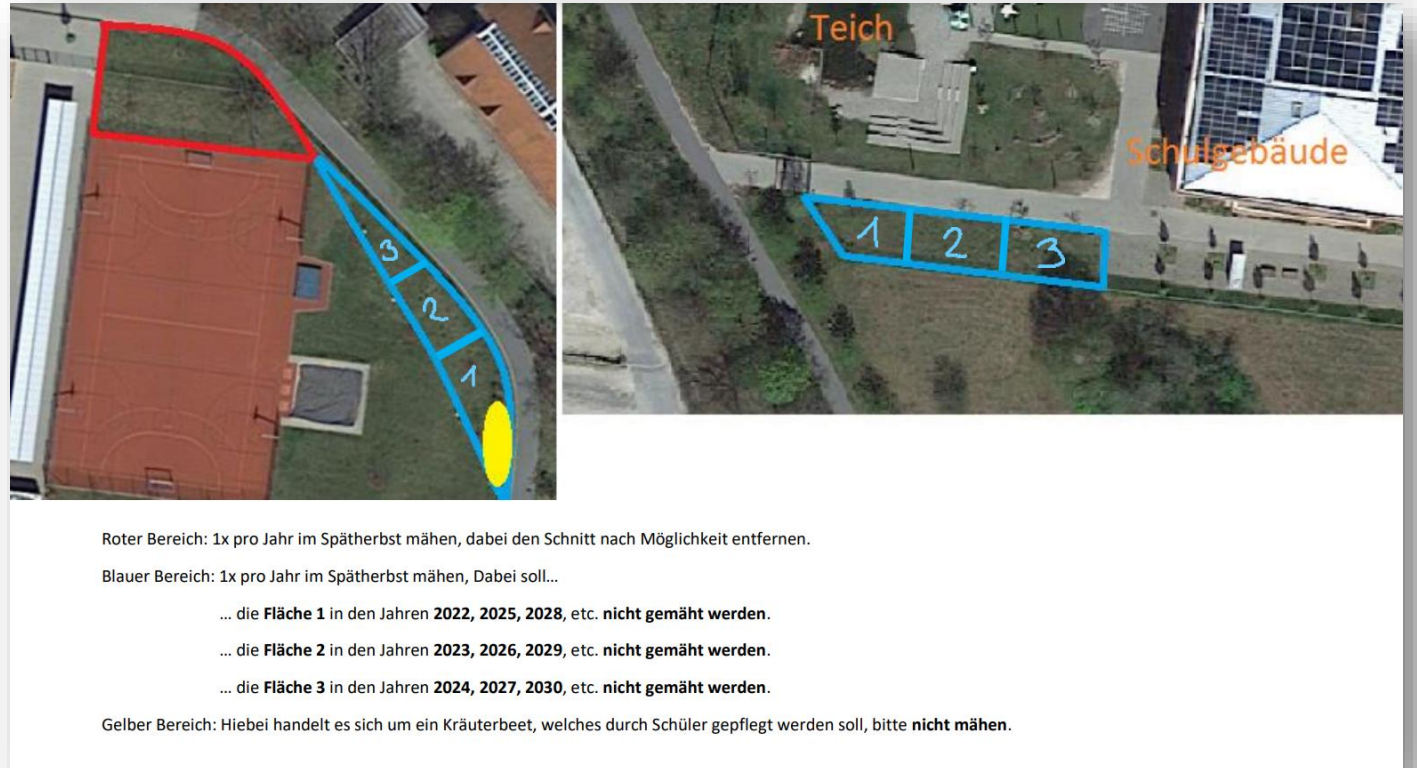 Teich
Schulgebäude
3
2
1
1
2
3
Roter Bereich: 1x pro Jahr im Spätherbst mähen, dabei den Schnitt nach Möglichkeit entfernen.
Blauer Bereich: 1x pro Jahr im Spätherbst mähen, Dabei soll…
… die Fläche 1 in den Jahren 2022, 2025, 2028, etc. nicht gemäht werden.
… die Fläche 2 in den Jahren 2023, 2026, 2029, etc. nicht gemäht werden.
… die Fläche 3 in den Jahren 2024, 2027, 2030, etc. nicht gemäht werden.
Gelber Bereich: Hiebei handelt es sich um ein Kräuterbeet, welches durch Schüler gepflegt werden soll, bitte nicht mähen.